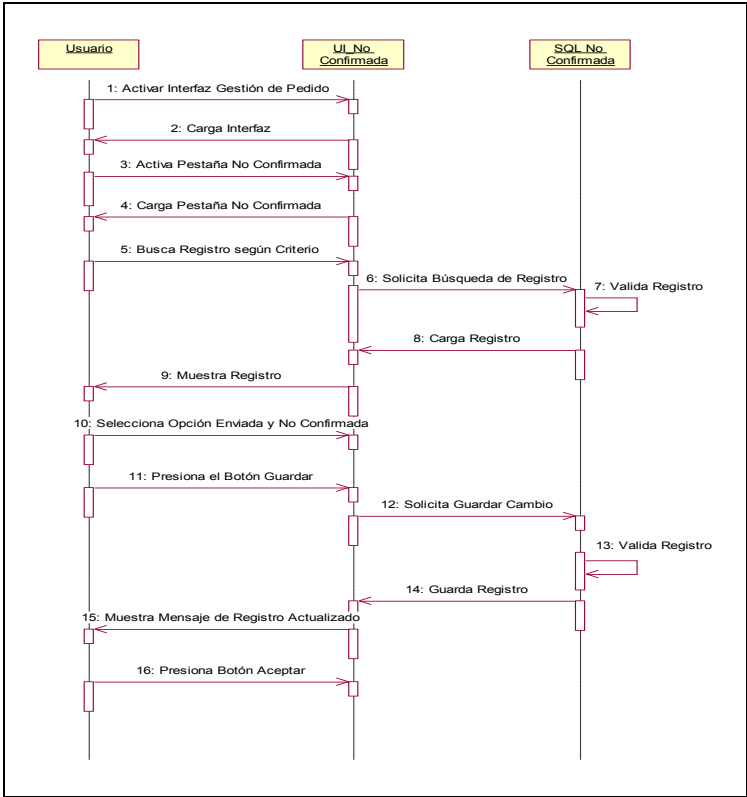 Usuario
UI_No
Confirmada
SQL No
Confirmada
1: Activar Interfaz Gestión de Pedido
2: Carga Interfaz
3: Activa Pestaña No Confirmada
4: Carga Pestaña No Confirmada
5: Busca Registro según Criterio
6: Solicita Búsqueda de Registro
7: Valida Registro
8: Carga Registro
9: Muestra Registro
10: Selecciona Opción Enviada y No Confirmada
11: Presiona el Botón Guardar
12: Solicita Guardar Cambio
13: Valida Registro
14: Guarda Registro
15: Muestra Mensaje de Registro Actualizado
16: Presiona Botón Aceptar